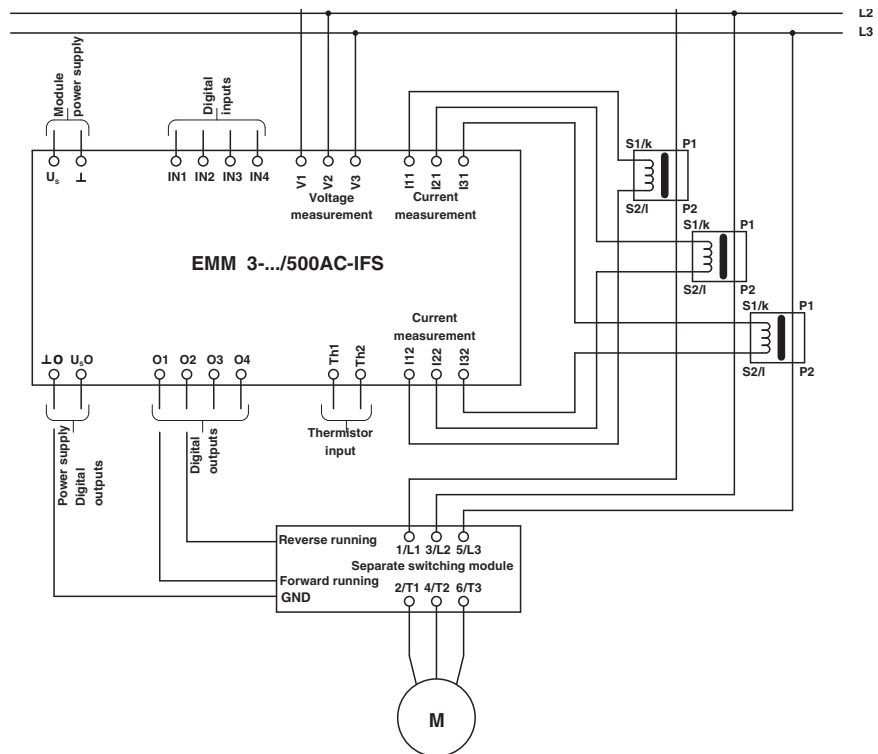 L2
L3
Module
power supply
Digital
inputs
Us
⊥
IN1
IN2
IN3
IN4
V1
V2
V3
Voltage
measurement
I11
I21
I31
Current
measurement
S1/k
P1
S2/l
P2
S1/k
P1
S2/l
P2
S1/k
P1
S2/l
P2
EMM 3-.../500AC-IFS
Current
measurement
⊥O
UsO
O1
O2
O3
O4
Th1
Th2
I12
I22
I32
Power supply
Digital
outputs
Digital
outputs
Thermistor
input
Reverse running
1/L1 3/L2 5/L3
Separate switching module
Forward running
2/T1 4/T2 6/T3
GND
M